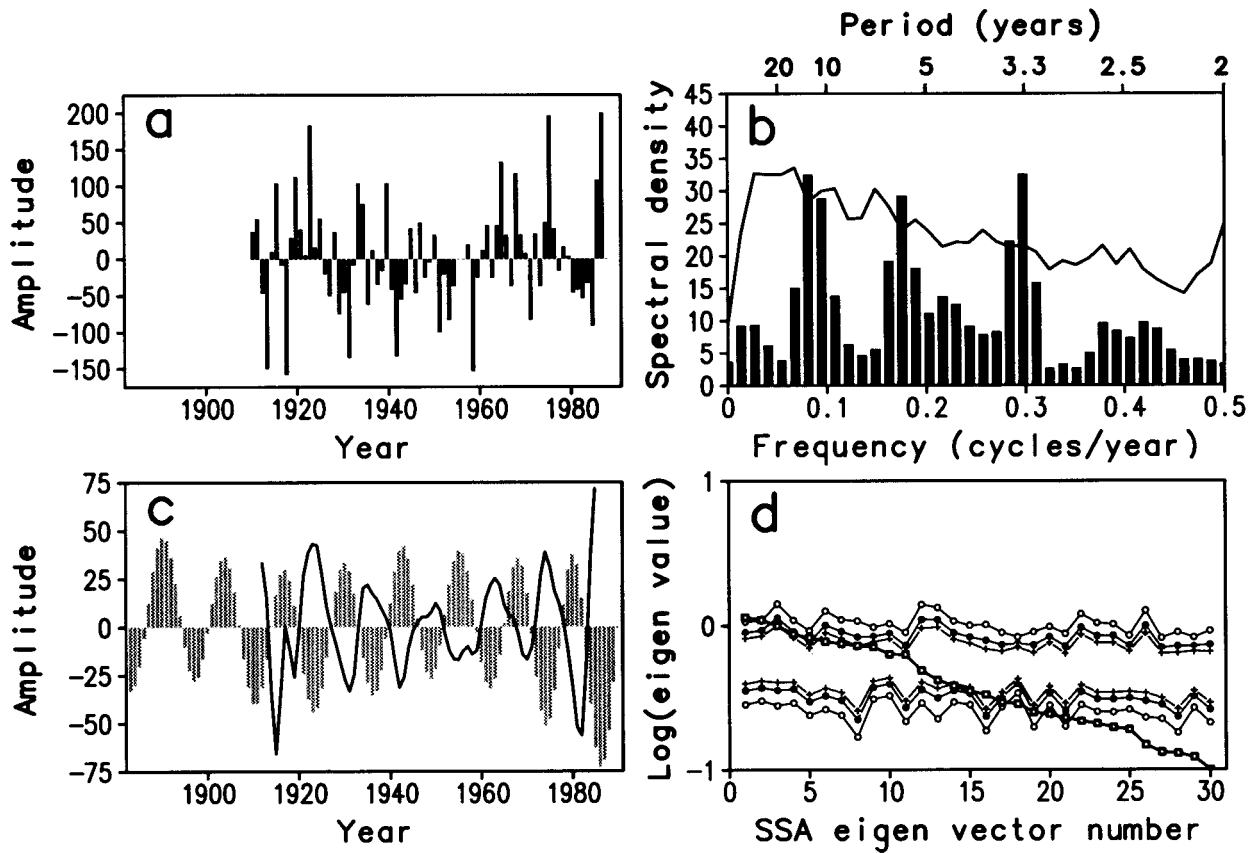 a
200
150
100
50
0
-50
-100
-150
Amplitude
1900 1920 1940 1960 1980
Year
Period (years)
20 10 5 3.3 2.5 2
b
45
40
35
30
25
20
15
10
5
0
Spectral density
0 0.1 0.2 0.3 0.4 0.5
Frequency (cycles/year)
c
75
50
25
0
-25
-50
-75
Amplitude
1900 1920 1940 1960 1980
Year
d
1
0
-1
Log(eigen value)
0 5 10 15 20 25 30
SSA eigen vector number